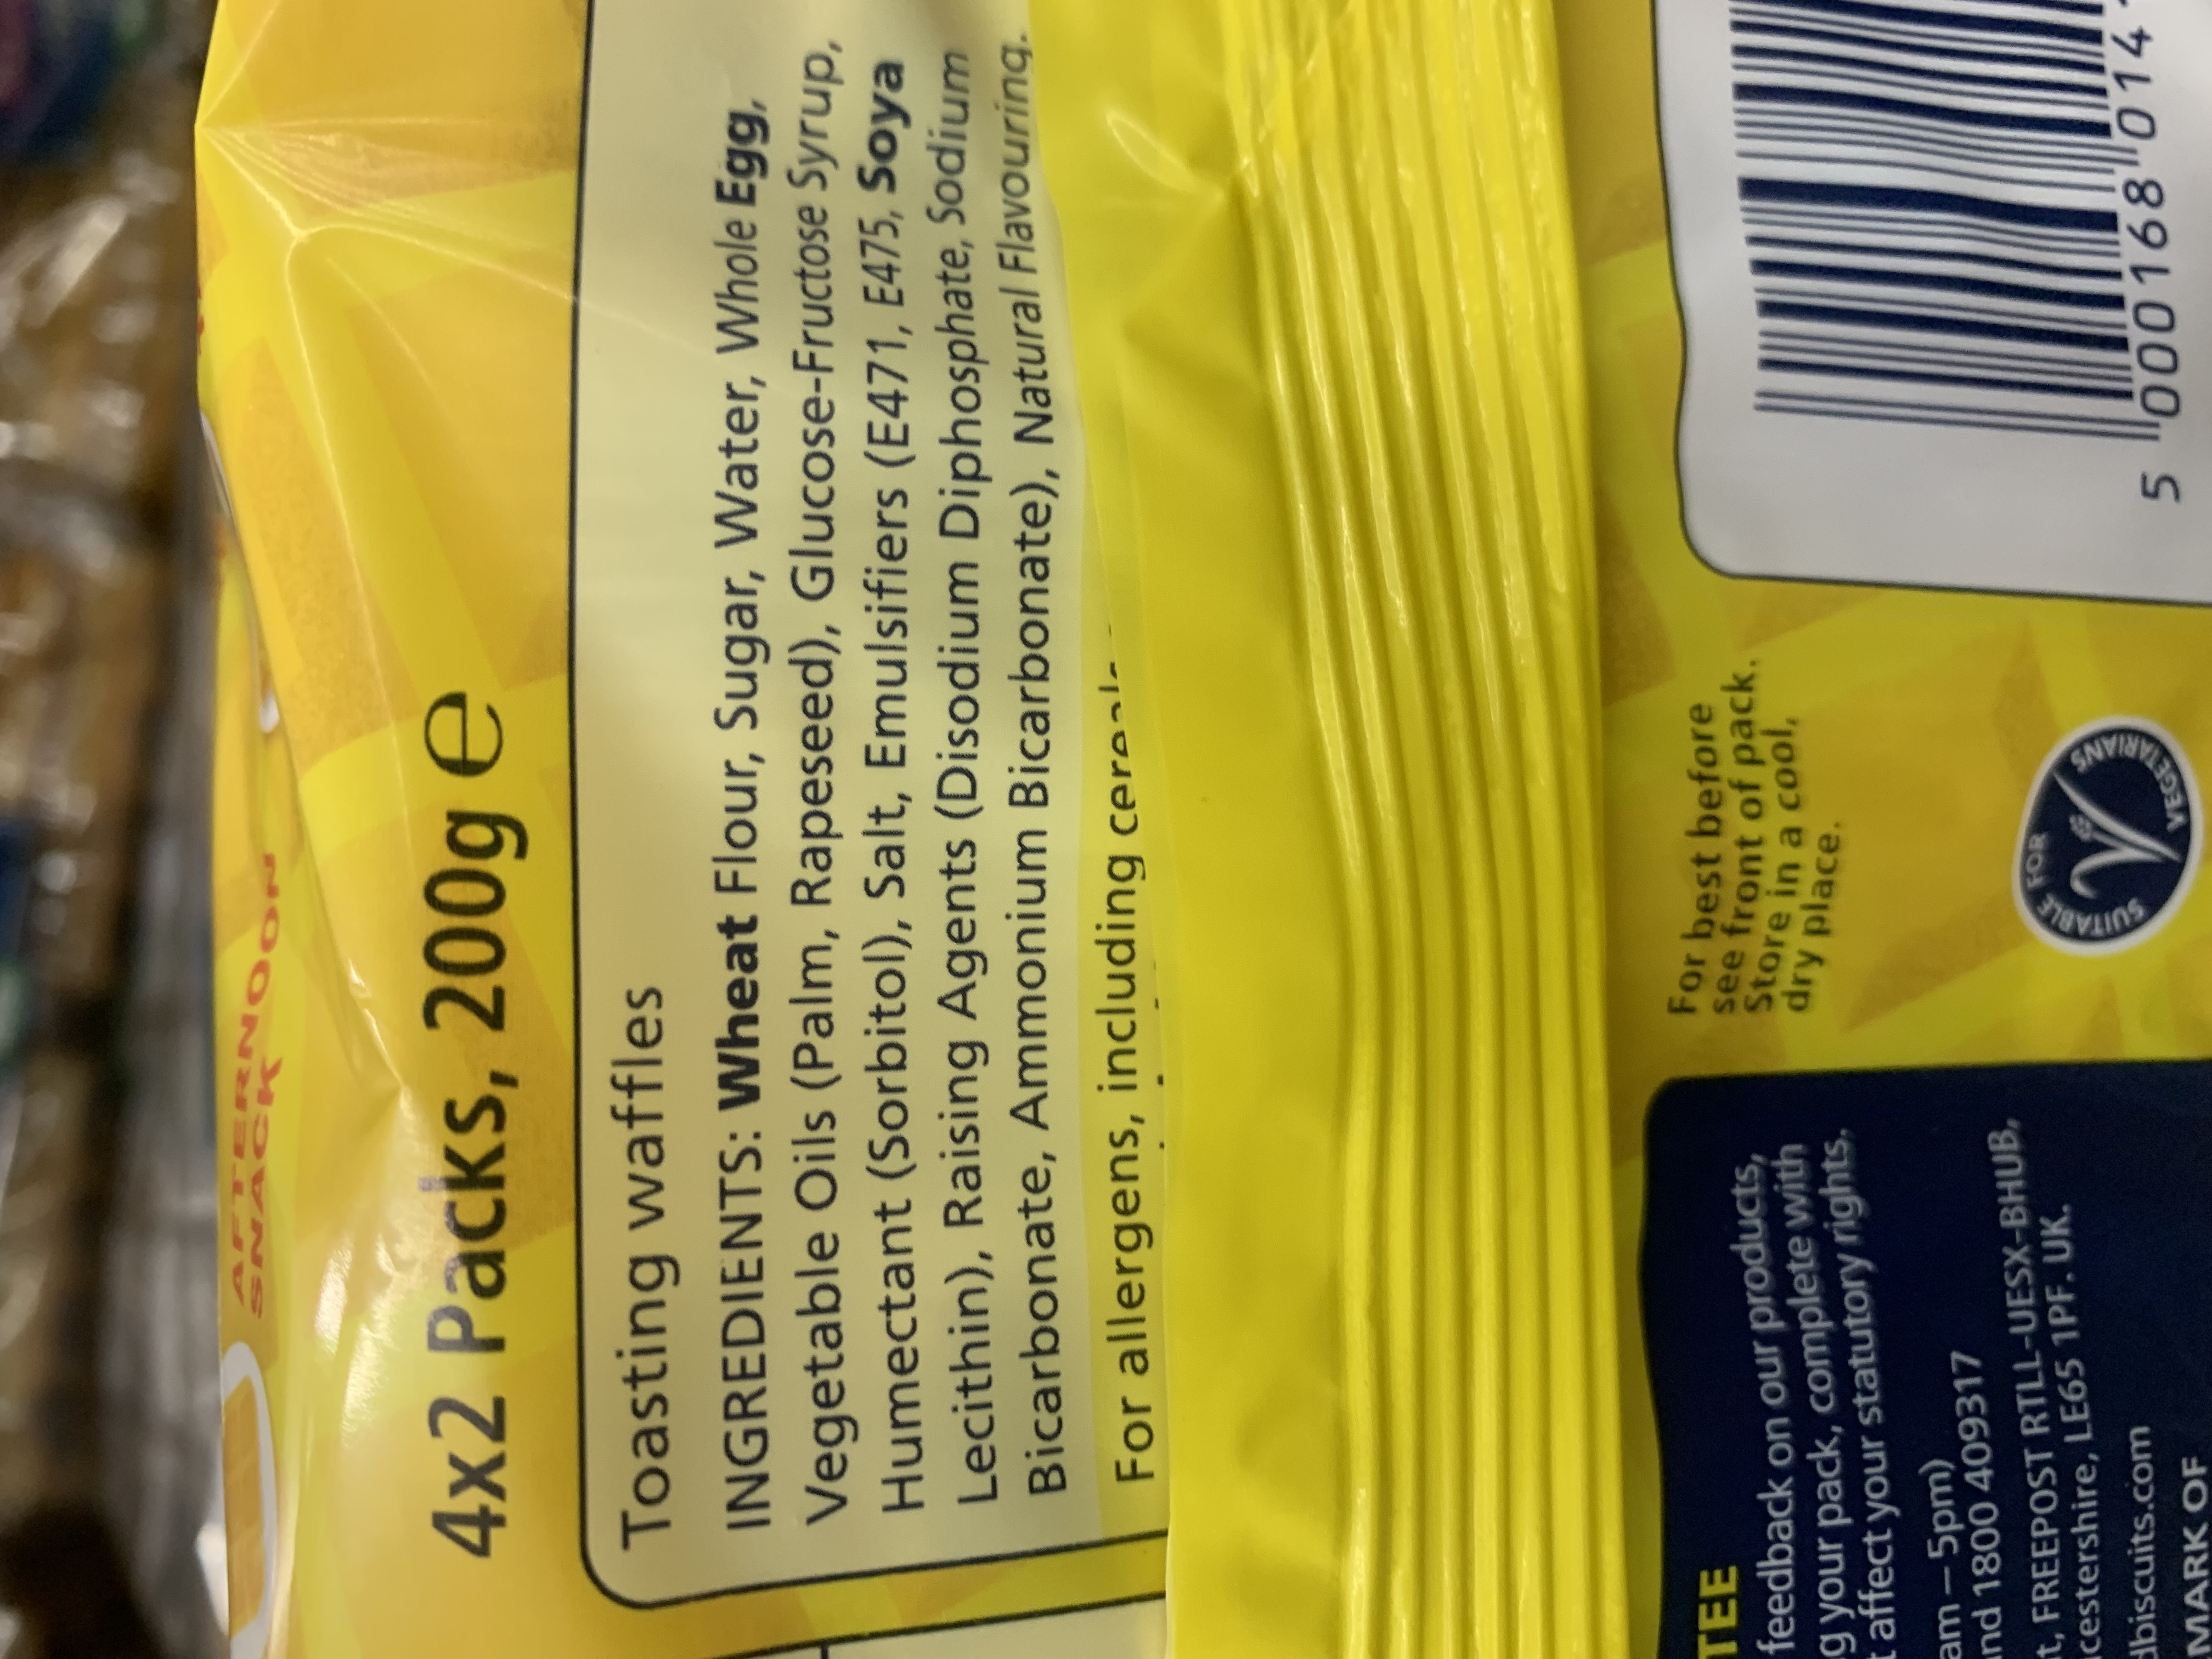 AFTERNOON
SNACK
4x2 Packs, 200g ℮
Toasting waffles
INGREDIENTS: Wheat Flour, Sugar, Water, Whole Egg,
Vegetable Oils (Palm, Rapeseed), Glucose-Fructose Syrup,
Humectant (Sorbitol), Salt, Emulsifiers (E471, E475, Soya
Lecithin), Raising Agents (Disodium Diphosphate, Sodium
Bicarbonate, Ammonium Bicarbonate), Natural Flavouring.
For allergens, including cereals
TEE
feedback on our products,
g your pack, complete with
t affect your statutory rights.
am – 5pm)
nd 1800 409317
t, FREEPOST RTLL-UESX-BHUB,
cestershire, LE65 1PF. UK.
dbiscuits.com
MARK OF
For best before
see front of pack.
Store in a cool,
dry place.
SUITABLE FOR
VEGETARIANS
5 000168 014